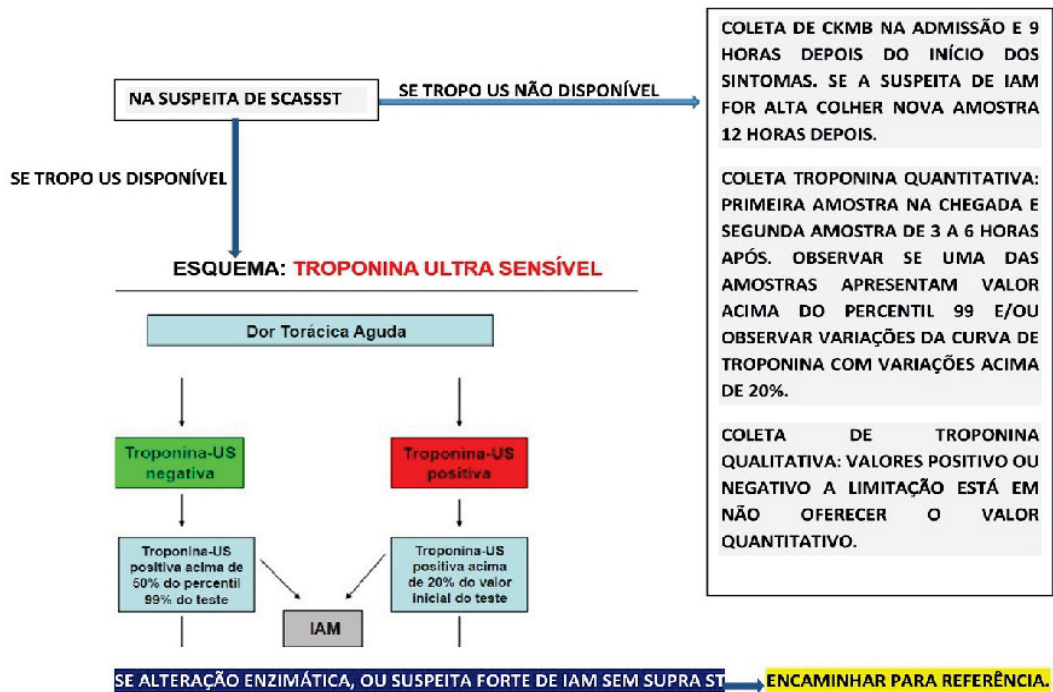 NA SUSPEITA DE SCASSST
SE TROPO US NÃO DISPONÍVEL
SE TROPO US DISPONÍVEL
COLETA DE CKMB NA ADMISSÃO E 9
HORAS DEPOIS DO INÍCIO DOS
SINTOMAS. SE A SUSPEITA DE IAM
FOR ALTA COLHER NOVA AMOSTRA
12 HORAS DEPOIS.
COLETA TROPONINA QUANTITATIVA:
PRIMEIRA AMOSTRA NA CHEGADA E
SEGUNDA AMOSTRA DE 3 A 6 HORAS
APÓS. OBSERVAR SE UMA DAS
AMOSTRAS APRESENTAM VALOR
ACIMA DO PERCENTIL 99 E/OU
OBSERVAR VARIAÇÕES DA CURVA DE
TROPONINA COM VARIAÇÕES ACIMA
DE 20%.
COLETA DE TROPONINA
QUALITATIVA: VALORES POSITIVO OU
NEGATIVO A LIMITAÇÃO ESTÁ EM
NÃO OFERECER O VALOR
QUANTITATIVO.
ESQUEMA: TROPONINA ULTRA SENSÍVEL
Dor Torácica Aguda
Troponina-US
negativa
Troponina-US
positiva
Troponina-US
positiva acima de
50% do percentil
99% do teste
Troponina-US
positiva acima
de 20% do valor
inicial do teste
IAM
SE ALTERAÇÃO ENZIMÁTICA, OU SUSPEITA FORTE DE IAM SEM SUPRA ST
ENCAMINHAR PARA REFERÊNCIA.